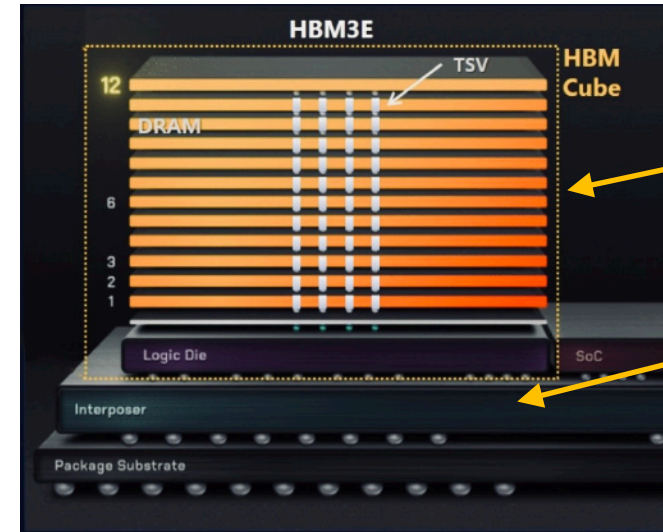 HBM3E
TSV
HBM
Cube
12
DRAM
6
3
2
1
Logic Die
SoC
Interposer
Package Substrate